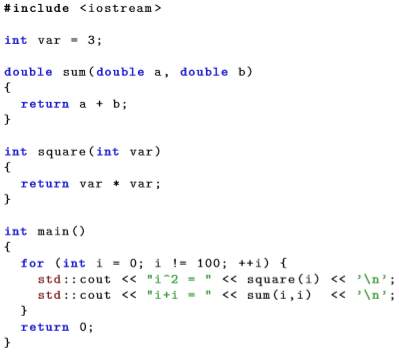 #include <iostream>

int var = 3;

double sum(double a, double b)
{
  return a + b;
}

int square(int var)
{
  return var * var;
}

int main()
{
  for (int i = 0; i != 100; ++i) {
    std::cout << "i^2 = " << square(i) << '\n';
    std::cout << "i+i = " << sum(i,i)  << '\n';
  }
  return 0;
}